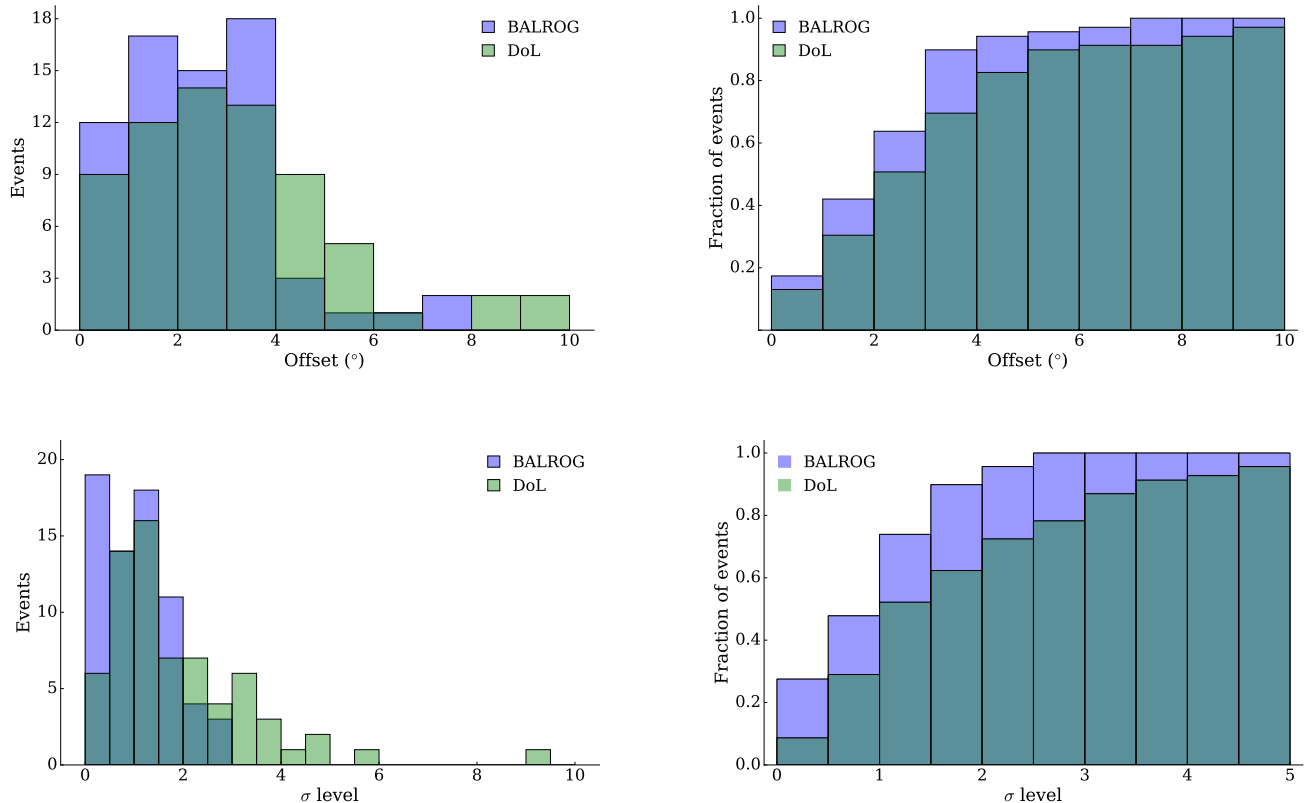 18
15
12
9
6
3
0
Events
BALROG
DoL
0 2 4 6 8 10
Offset (°)
1.0
0.8
0.6
0.4
0.2
Fraction of events
BALROG
DoL
0 2 4 6 8 10
Offset (°)
20
15
10
5
0
Events
BALROG
DoL
0 2 4 6 8 10
σ level
1.0
0.8
0.6
0.4
0.2
0.0
Fraction of events
BALROG
DoL
0 1 2 3 4 5
σ level